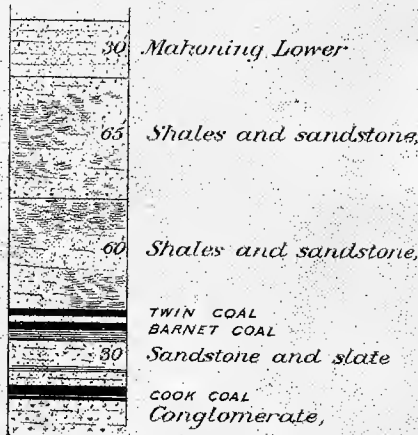 30 Mahoning Lower
65 Shales and sandstone,
60 Shales and sandstone,
TWIN COAL
BARNET COAL
30 Sandstone and slate
COOK COAL
Conglomerate,